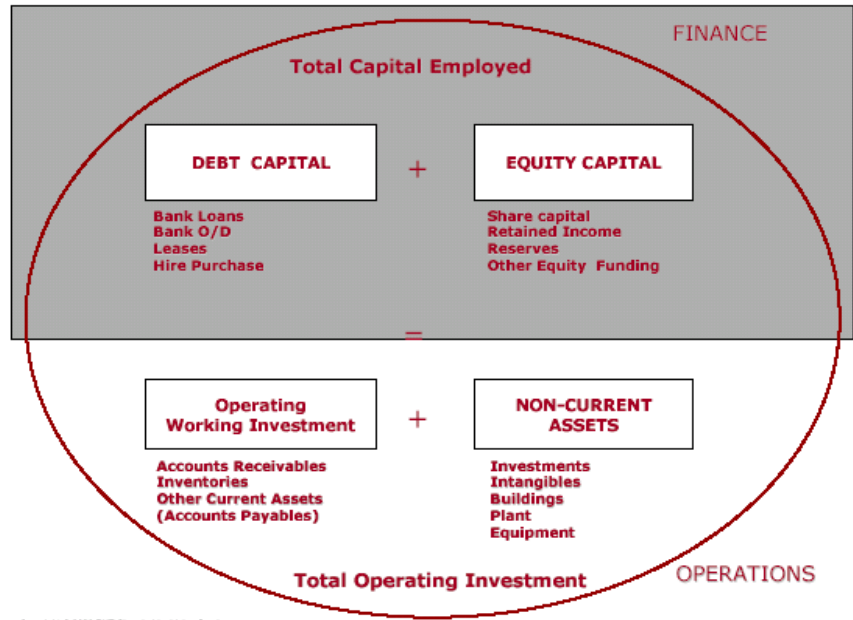 FINANCE
Total Capital Employed
DEBT CAPITAL
+
EQUITY CAPITAL
Bank Loans
Bank O/D
Leases
Hire Purchase
Share capital
Retained Income
Reserves
Other Equity Funding
=
Operating
Working Investment
+
NON-CURRENT
ASSETS
Accounts Receivables
Inventories
Other Current Assets
(Accounts Payables)
Investments
Intangibles
Buildings
Plant
Equipment
Total Operating Investment
OPERATIONS